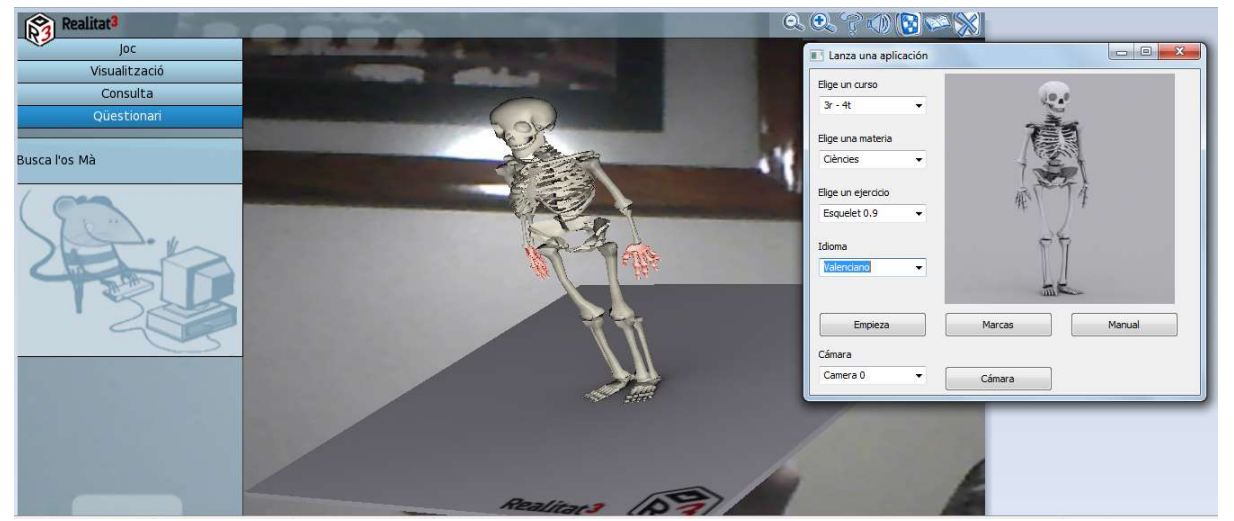 Realitat3
Joc
Visualització
Consulta
Qüestionari
Busca l'os Mà
Realitat3
R3
Lanza una aplicación
Elige un curso
3r - 4t
Elige una materia
Ciències
Elige un ejercicio
Esquelet 0.9
Idioma
Valenciano
Empieza
Marcas
Manual
Cámara
Camera 0
Cámara